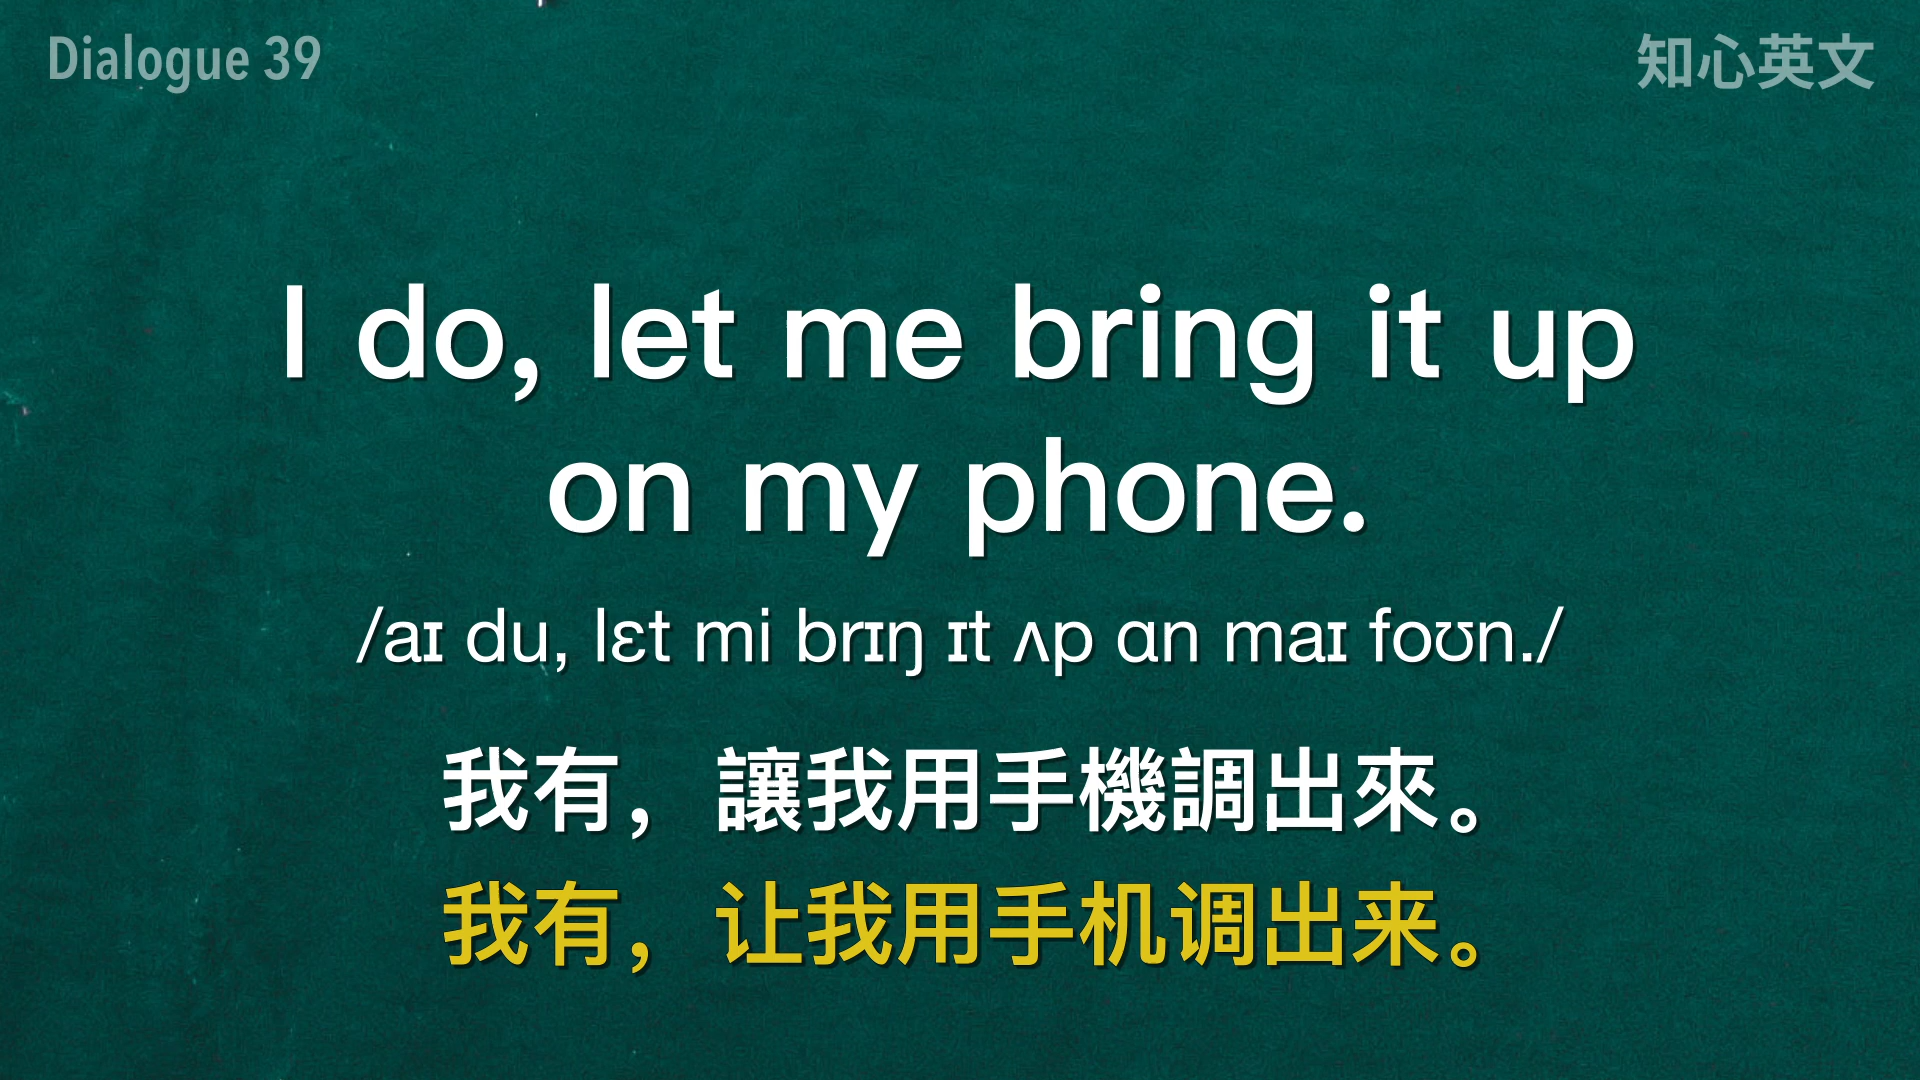 Dialogue 39
知心英文
I do, let me bring it up
on my phone.
/aɪ du, lɛt mi brɪŋ ɪt ʌp ɑn maɪ foʊn./
我有，讓我用手機調出來。
我有，让我用手机调出来。